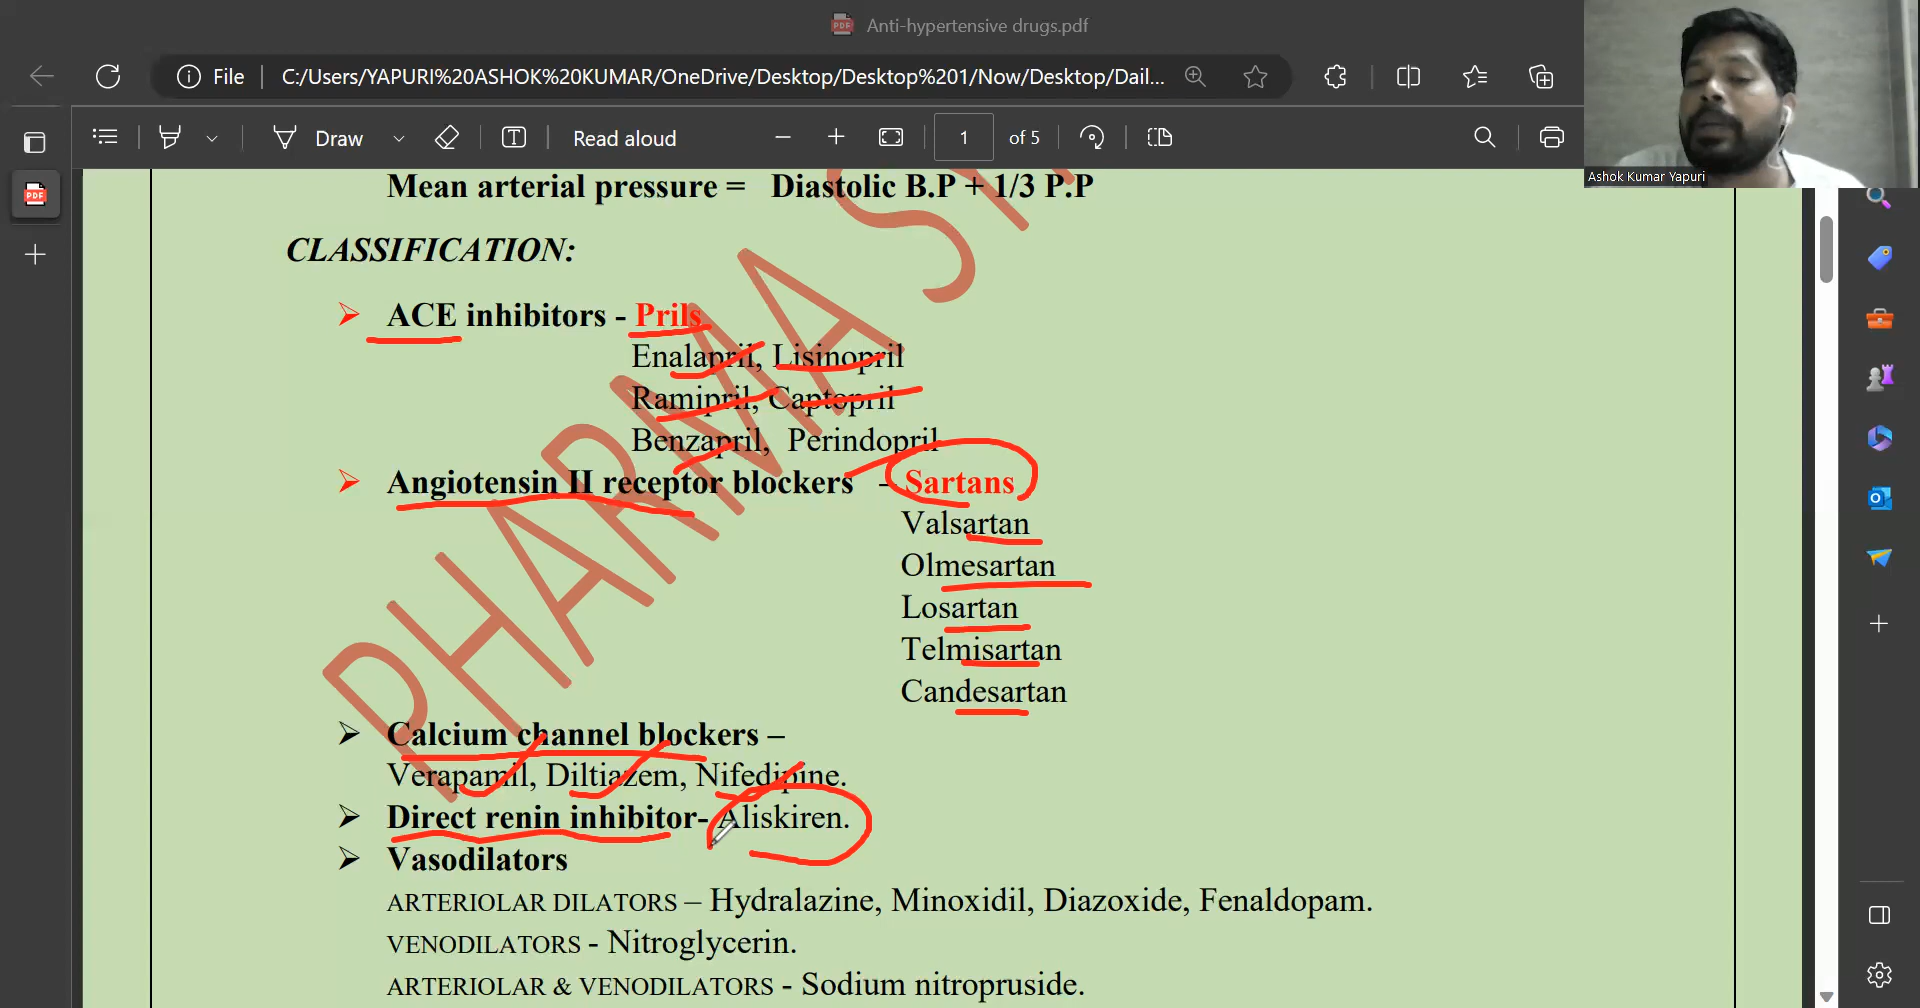 Anti-hypertensive drugs.pdf
File
C:/Users/YAPURI%20ASHOK%20KUMAR/OneDrive/Desktop/Desktop%201/Now/Desktop/Dail...
Draw
Read aloud
1 of 5
Ashok Kumar Yapuri
Mean arterial pressure = Diastolic B.P + 1/3 P.P
CLASSIFICATION:
ACE inhibitors - Prils
Enalapril, Lisinopril
Ramipril, Captopril
Benzapril, Perindopril
Angiotensin II receptor blockers - Sartans
Valsartan
Olmesartan
Losartan
Telmisartan
Candesartan
Calcium channel blockers –
Verapamil, Diltiazem, Nifedipine.
Direct renin inhibitor- Aliskiren.
Vasodilators
ARTERIOLAR DILATORS – Hydralazine, Minoxidil, Diazoxide, Fenaldopam.
VENODILATORS - Nitroglycerin.
ARTERIOLAR & VENODILATORS - Sodium nitropruside.
PHARMA